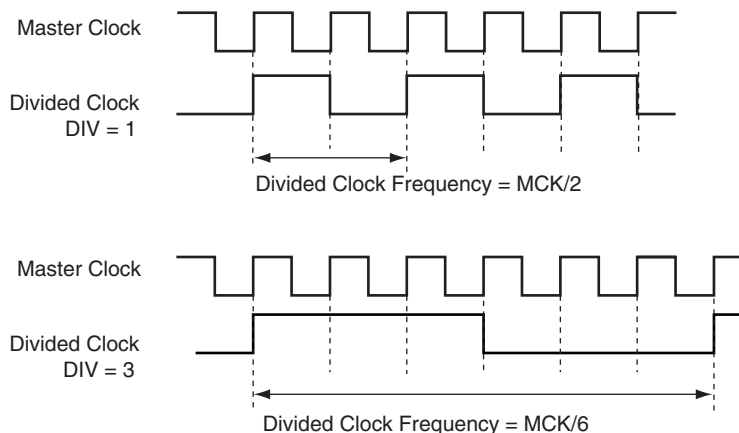 Master Clock
Divided Clock
DIV = 1
Divided Clock Frequency = MCK/2
Master Clock
Divided Clock
DIV = 3
Divided Clock Frequency = MCK/6